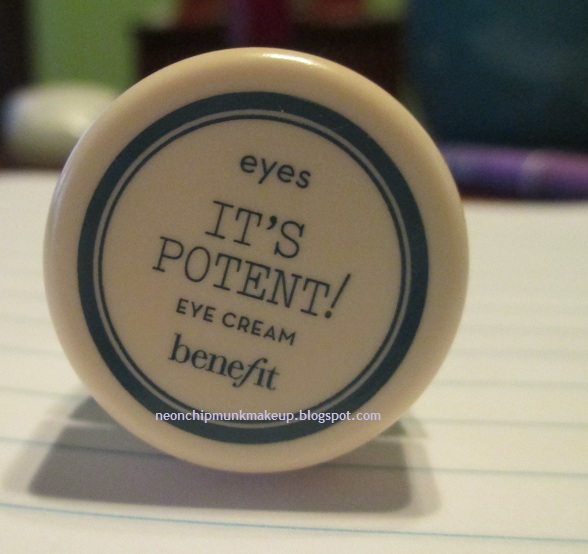 eyes
IT'S
POTENT!
EYE CREAM
benefit
neonchipmunkmakeup.blogspot.com